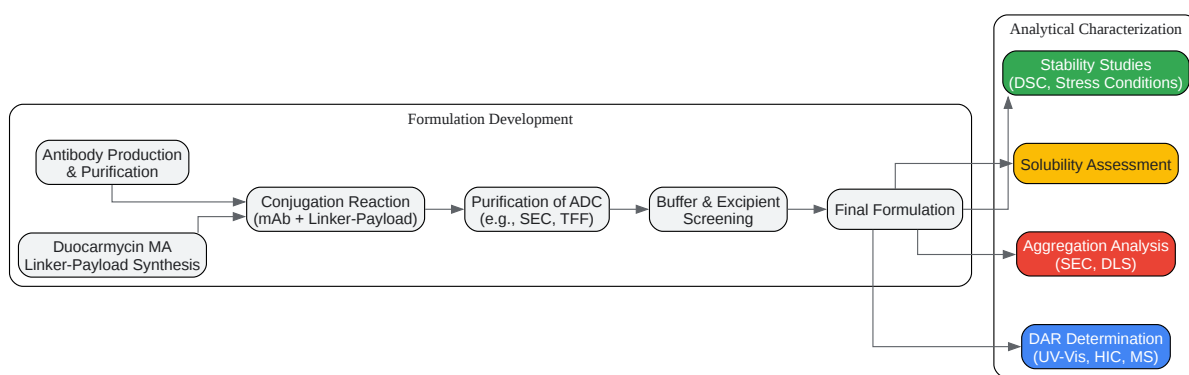 Analytical Characterization
Stability Studies
(DSC, Stress Conditions)
Formulation Development
Antibody Production
& Purification
Duocarmycin MA
Linker-Payload Synthesis
Conjugation Reaction
(mAb + Linker-Payload)
Purification of ADC
(e.g., SEC, TFF)
Buffer & Excipient
Screening
Final Formulation
Solubility Assessment
Aggregation Analysis
(SEC, DLS)
DAR Determination
(UV-Vis, HIC, MS)